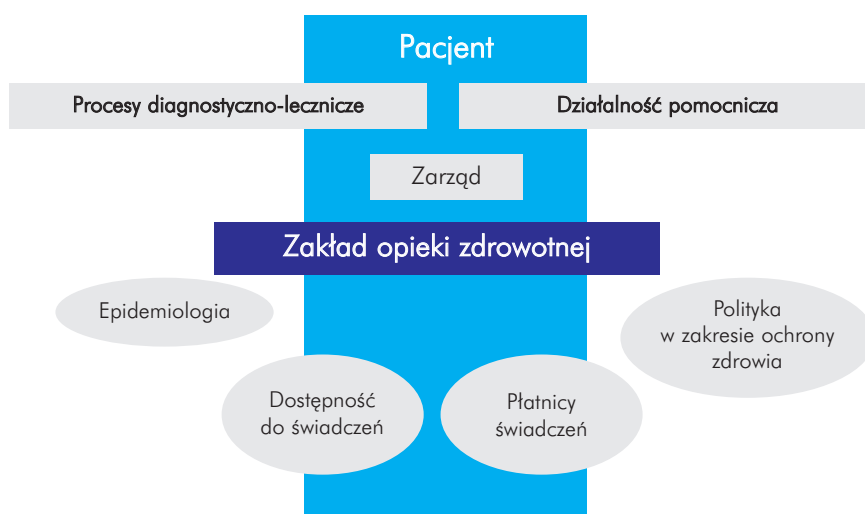 Pacjent
Procesy diagnostyczno-lecznicze
Działalność pomocnicza
Zarząd
Zakład opieki zdrowotnej
Epidemiologia
Polityka
w zakresie ochrony
zdrowia
Dostępność
do świadczeń
Płatnicy
świadczeń